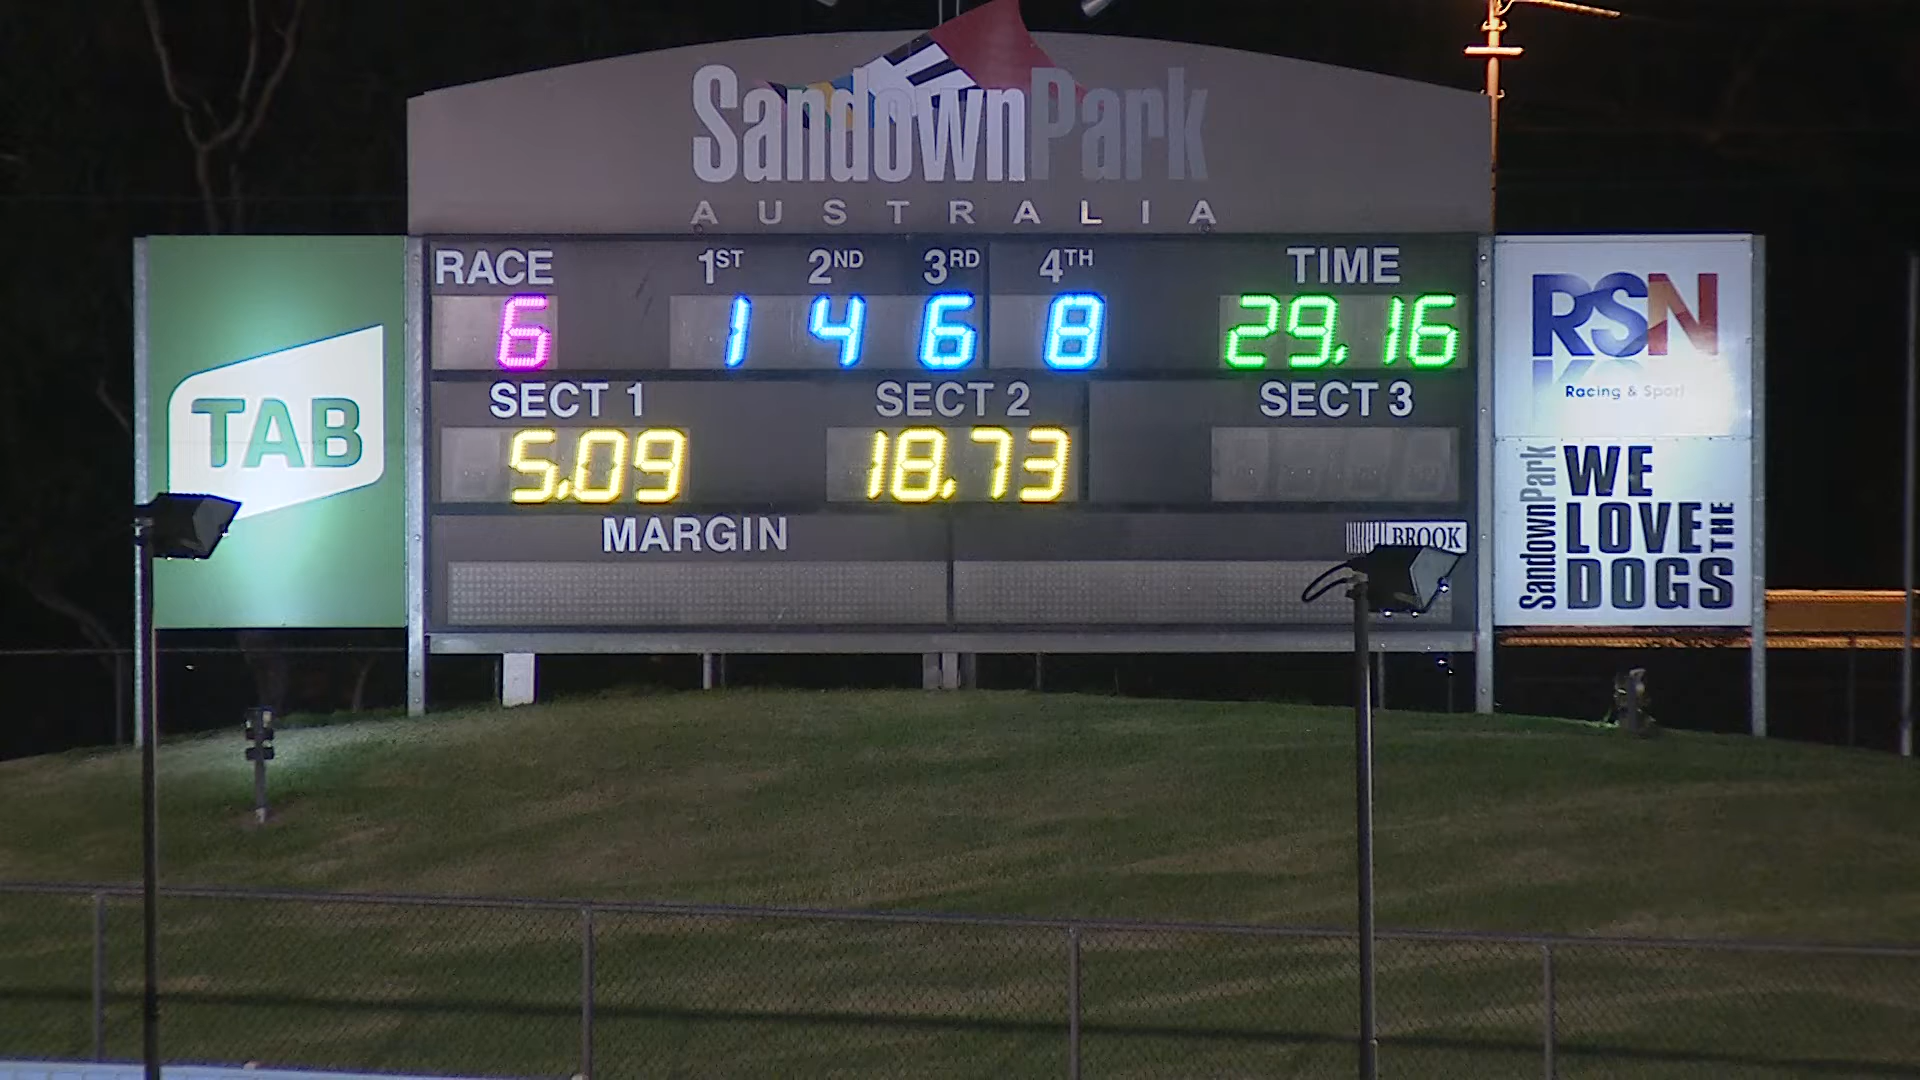 SandownPark
AUSTRALIA
RACE 1ST 2ND 3RD 4TH TIME
6 1 4 6 8 29.16
SECT 1 SECT 2 SECT 3
5.09 18.73
MARGIN
BROOK
TAB
RSN
Racing & Sport
SandownPark
WE
LOVE THE
DOGS